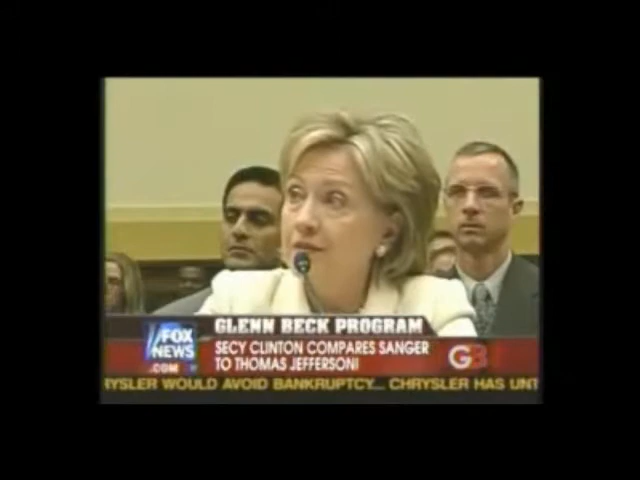 GLENN BECK PROGRAM
FOX
NEWS
.COM
SECY CLINTON COMPARES SANGER
TO THOMAS JEFFERSON!
GB
RYSLER WOULD AVOID BANKRUPTCY... CHRYSLER HAS UNT